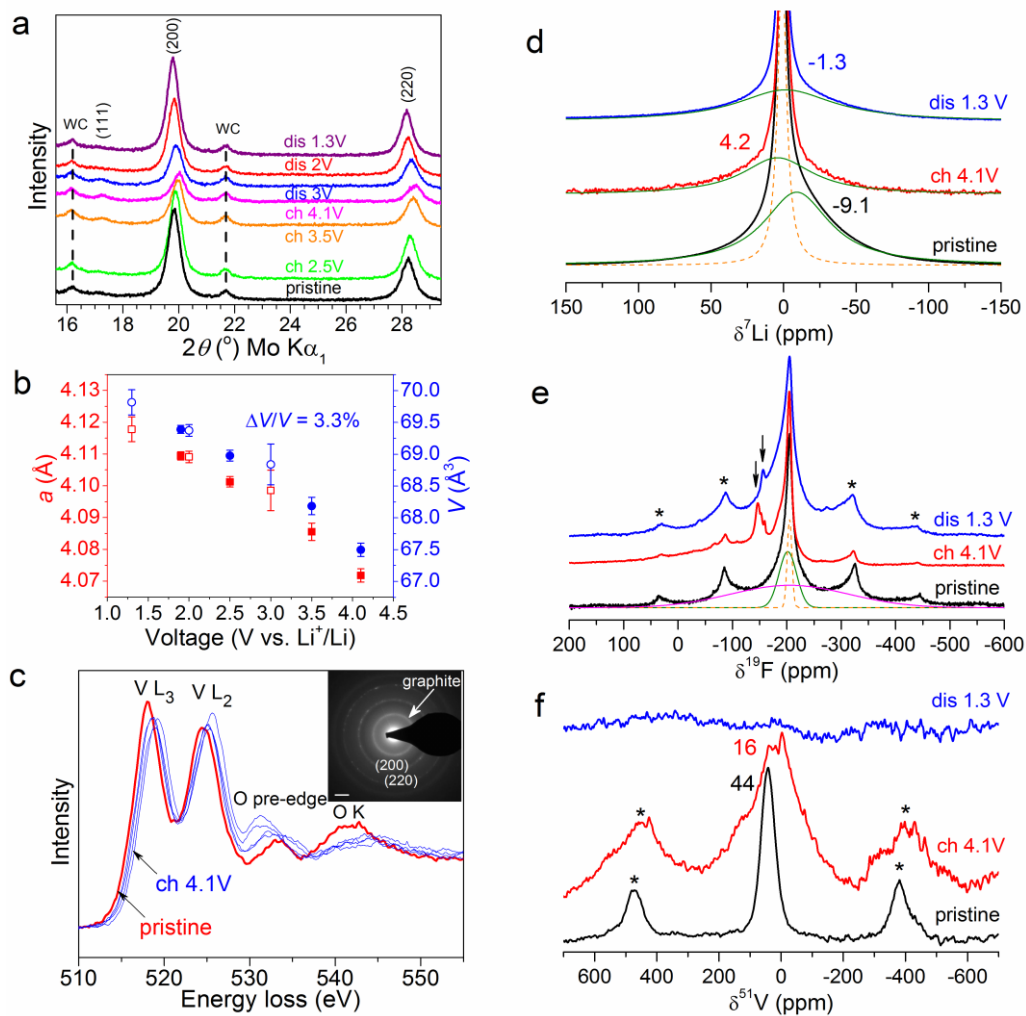 a
Intensity
WC
(111)
(200)
WC
(220)
dis 1.3V
dis 2V
dis 3V
ch 4.1V
ch 3.5V
ch 2.5V
pristine
16 18 20 22 24 26 28
2θ (°) Mo Kα₁
b
4.13
4.12
4.11
4.10
4.09
4.08
4.07
a (Å)
ΔV/V = 3.3%
70.0
69.5
69.0
68.5
68.0
67.5
67.0
V (Å³)
1.0 1.5 2.0 2.5 3.0 3.5 4.0 4.5
Voltage (V vs. Li⁺/Li)
c
Intensity
V L₃
V L₂
graphite
(200)
(220)
O pre-edge
O K
ch 4.1V
pristine
510 520 530 540 550
Energy loss (eV)
d
-1.3
dis 1.3 V
4.2
ch 4.1V
-9.1
pristine
150 100 50 0 -50 -100 -150
δ⁷Li (ppm)
e
* * * *
dis 1.3 V
ch 4.1V
pristine
200 100 0 -100 -200 -300 -400 -500 -600
δ¹⁹F (ppm)
f
dis 1.3 V
16
44
* *
ch 4.1V
* *
pristine
600 400 200 0 -200 -400 -600
δ⁵¹V (ppm)